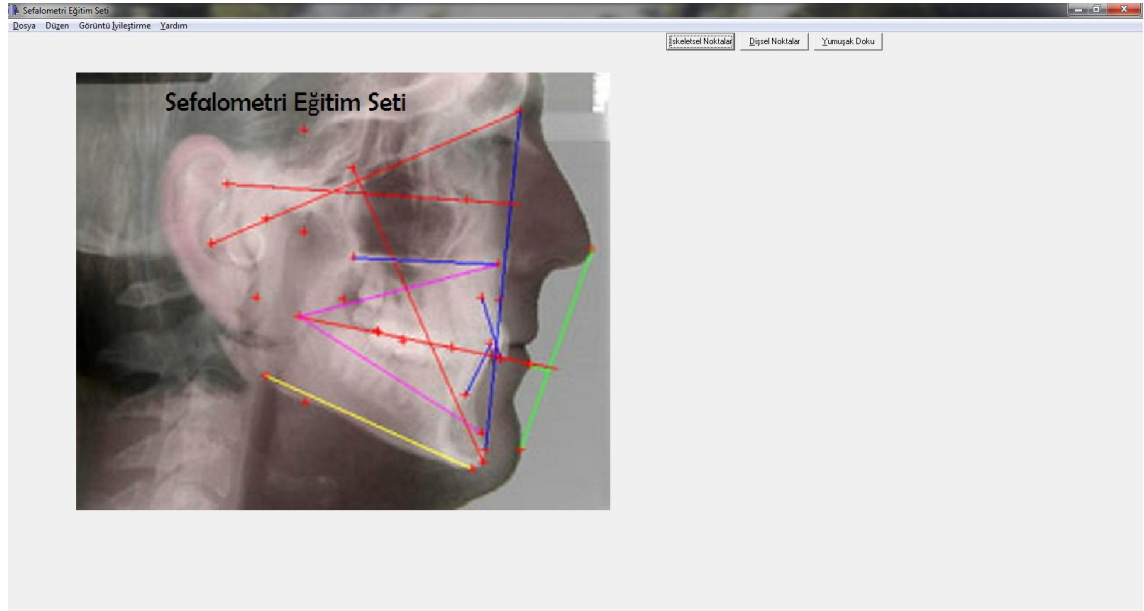 Sefalometri Eğitim Seti
Dosya Düzen Görüntü İyileştirme Yardım
İskeletsel Noktalar Dişsel Noktalar Yumuşak Doku
Sefalometri Eğitim Seti